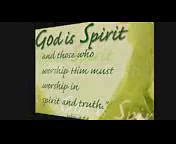 God is Spirit
and those who
worship Him must
worship in
spirit and truth."